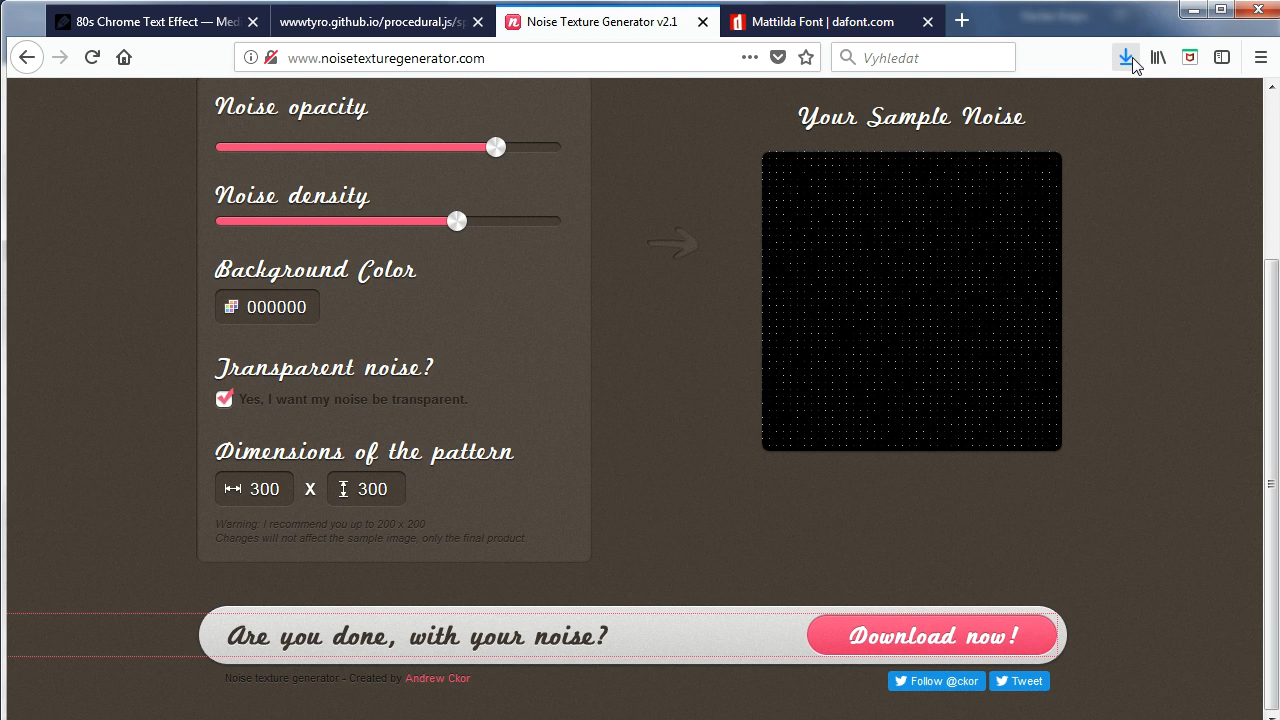 80s Chrome Text Effect — Med
wwwtyro.github.io/procedural.js/sp
Noise Texture Generator v2.1
Mattilda Font | dafont.com
www.noisetexturegenerator.com
Vyhledat
Noise opacity
Your Sample Noise
Noise density
Background Color
000000
Transparent noise?
Yes, I want my noise be transparent.
Dimensions of the pattern
300 X 300
Warning: I recommend you up to 200 x 200
Changes will not affect the sample image, only the final product.
Are you done, with your noise?
Download now!
Noise texture generator - Created by Andrew Ckor
Follow @ckor
Tweet